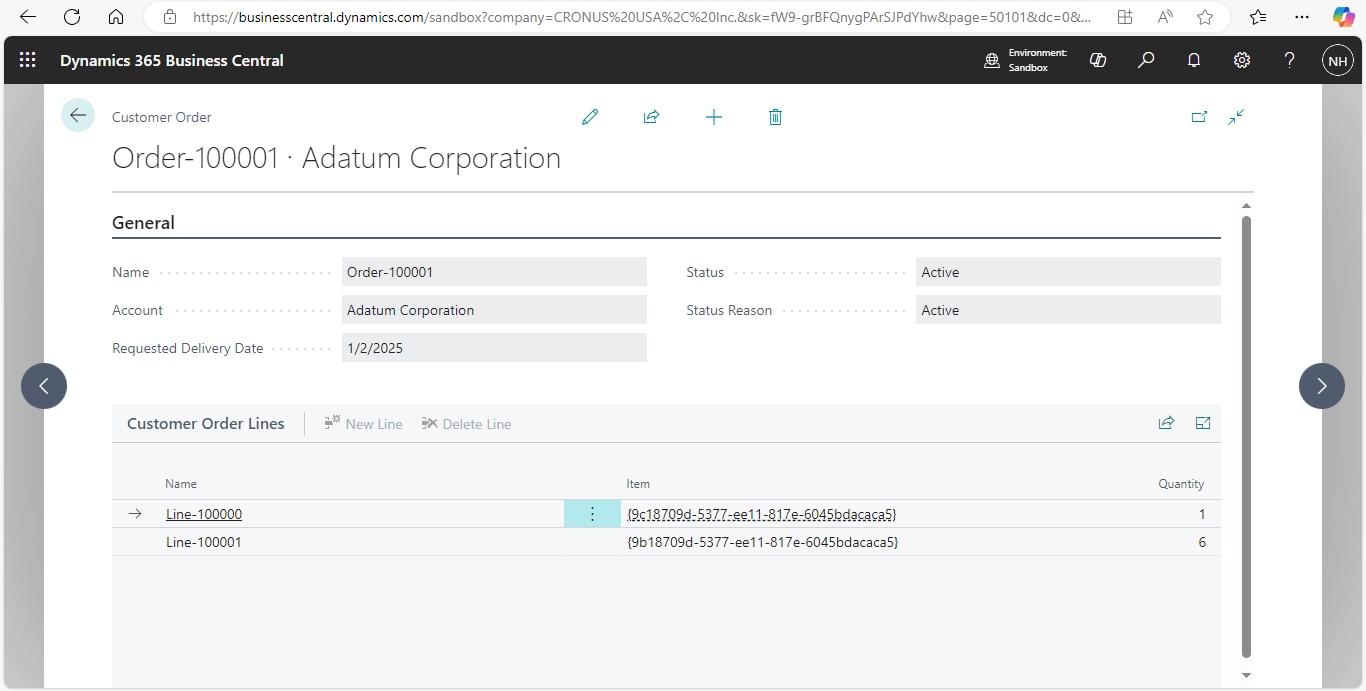 https://businesscentral.dynamics.com/sandbox?company=CRONUS%20USA%2C%20Inc.&sk=fW9-grBFQnygPArSJPdYhw&page=50101&dc=0&...
Dynamics 365 Business Central
Environment:
Sandbox
NH
Customer Order
Order-100001 · Adatum Corporation
General
Name Order-100001 Status Active
Account Adatum Corporation Status Reason Active
Requested Delivery Date 1/2/2025
Customer Order Lines New Line Delete Line
Name Item Quantity
Line-100000 {9c18709d-5377-ee11-817e-6045bdacaca5} 1
Line-100001 {9b18709d-5377-ee11-817e-6045bdacaca5} 6